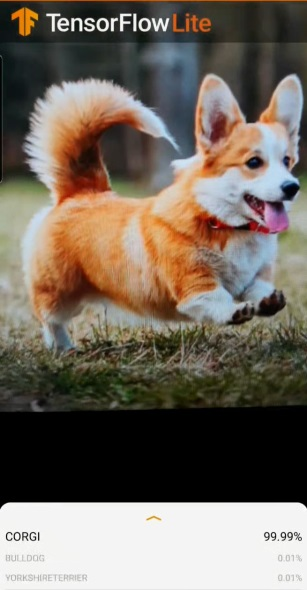 TensorFlow Lite
CORGI 99.99%
BULLDOG 0.01%
YORKSHIRETERRIER 0.01%